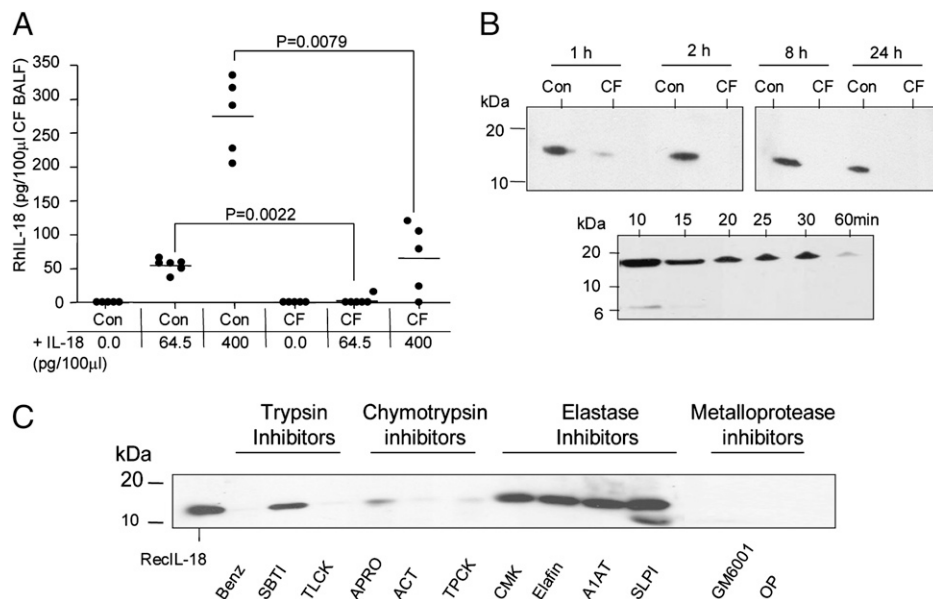 A
P=0.0079
P=0.0022
RhIL-18 (pg/100μl CF BALF)
350
300
250
200
150
100
50
0
Con Con Con CF CF CF
+ IL-18 0.0 64.5 400 0.0 64.5 400
(pg/100μl)
B
1 h 2 h 8 h 24 h
Con CF Con CF Con CF Con CF
kDa
20
10
kDa 10 15 20 25 30 60min
20
10
6
C
Trypsin Inhibitors
Chymotrypsin inhibitors
Elastase Inhibitors
Metalloprotease inhibitors
kDa
20
10
RecIL-18
Benz
SBTI
TLCK
APRO
ACT
TPCK
CMK
Elafin
A1AT
SLPI
GM6001
OP